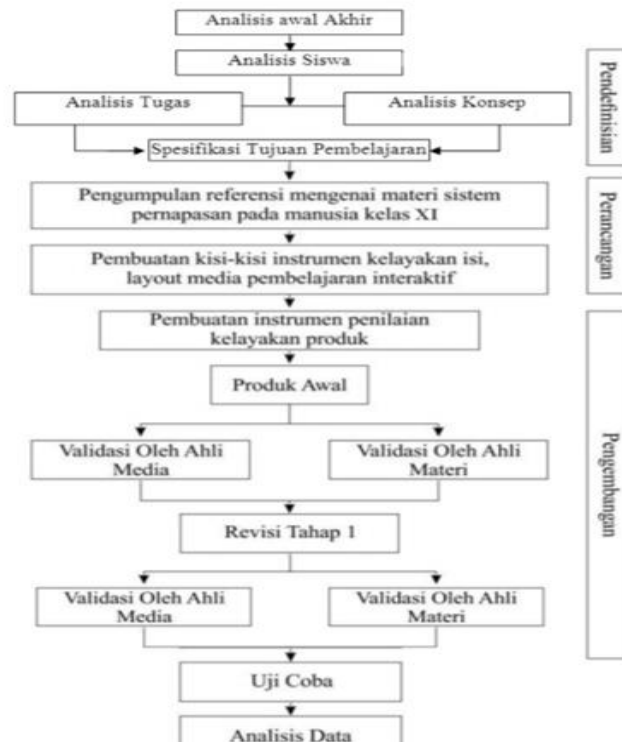 Analisis awal Akhir
Analisis Siswa
Analisis Tugas
Analisis Konsep
Spesifikasi Tujuan Pembelajaran
Pendefinisian
Pengumpulan referensi mengenai materi sistem
pernapasan pada manusia kelas XI
Pembuatan kisi-kisi instrumen kelayakan isi,
layout media pembelajaran interaktif
Perancangan
Pembuatan instrumen penilaian
kelayakan produk
Produk Awal
Validasi Oleh Ahli
Media
Validasi Oleh Ahli
Materi
Revisi Tahap 1
Validasi Oleh Ahli
Media
Validasi Oleh Ahli
Materi
Uji Coba
Analisis Data
Pengembangan